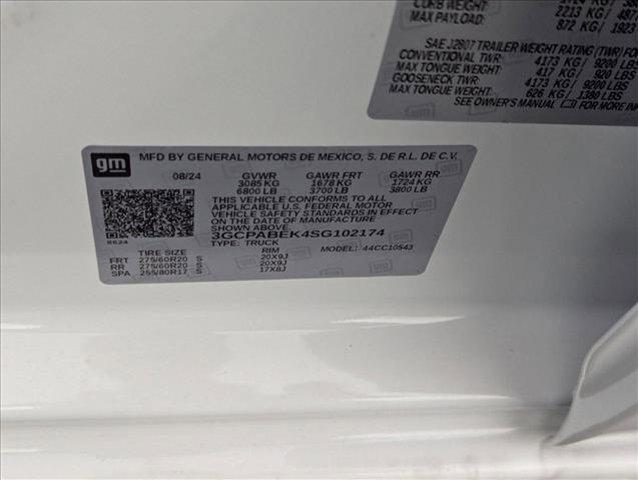 CURB WEIGHT:
2213 KG/
MAX PAYLOAD:
872 KG / 1923
SAE J2807 TRAILER WEIGHT RATING (TWR) FOR
CONVENTIONAL TWR: 4173 KG / 9200 LBS
MAX TONGUE WEIGHT: 417 KG / 920 LBS
GOOSENECK TWR: 4173 KG / 9200 LBS
MAX TONGUE WEIGHT: 626 KG / 1380 LBS
SEE OWNER'S MANUAL FOR MORE
gm
MFD BY GENERAL MOTORS DE MEXICO, S. DE R.L. DE C.V.
08/24 GVWR GAWR FRT GAWR RR
3085 KG 1678 KG 1724 KG
6800 LB 3700 LB 3800 LB
THIS VEHICLE CONFORMS TO ALL
APPLICABLE U.S. FEDERAL MOTOR
VEHICLE SAFETY STANDARDS IN EFFECT
ON THE DATE OF MANUFACTURE
SHOWN ABOVE.
3GCPABEK4SG102174
TYPE: TRUCK MODEL: 44CC10543
8624
TIRE SIZE RIM
FRT 275/60R20 S 20X9J
RR 275/60R20 S 20X9J
SPA 255/80R17 S 17X8J